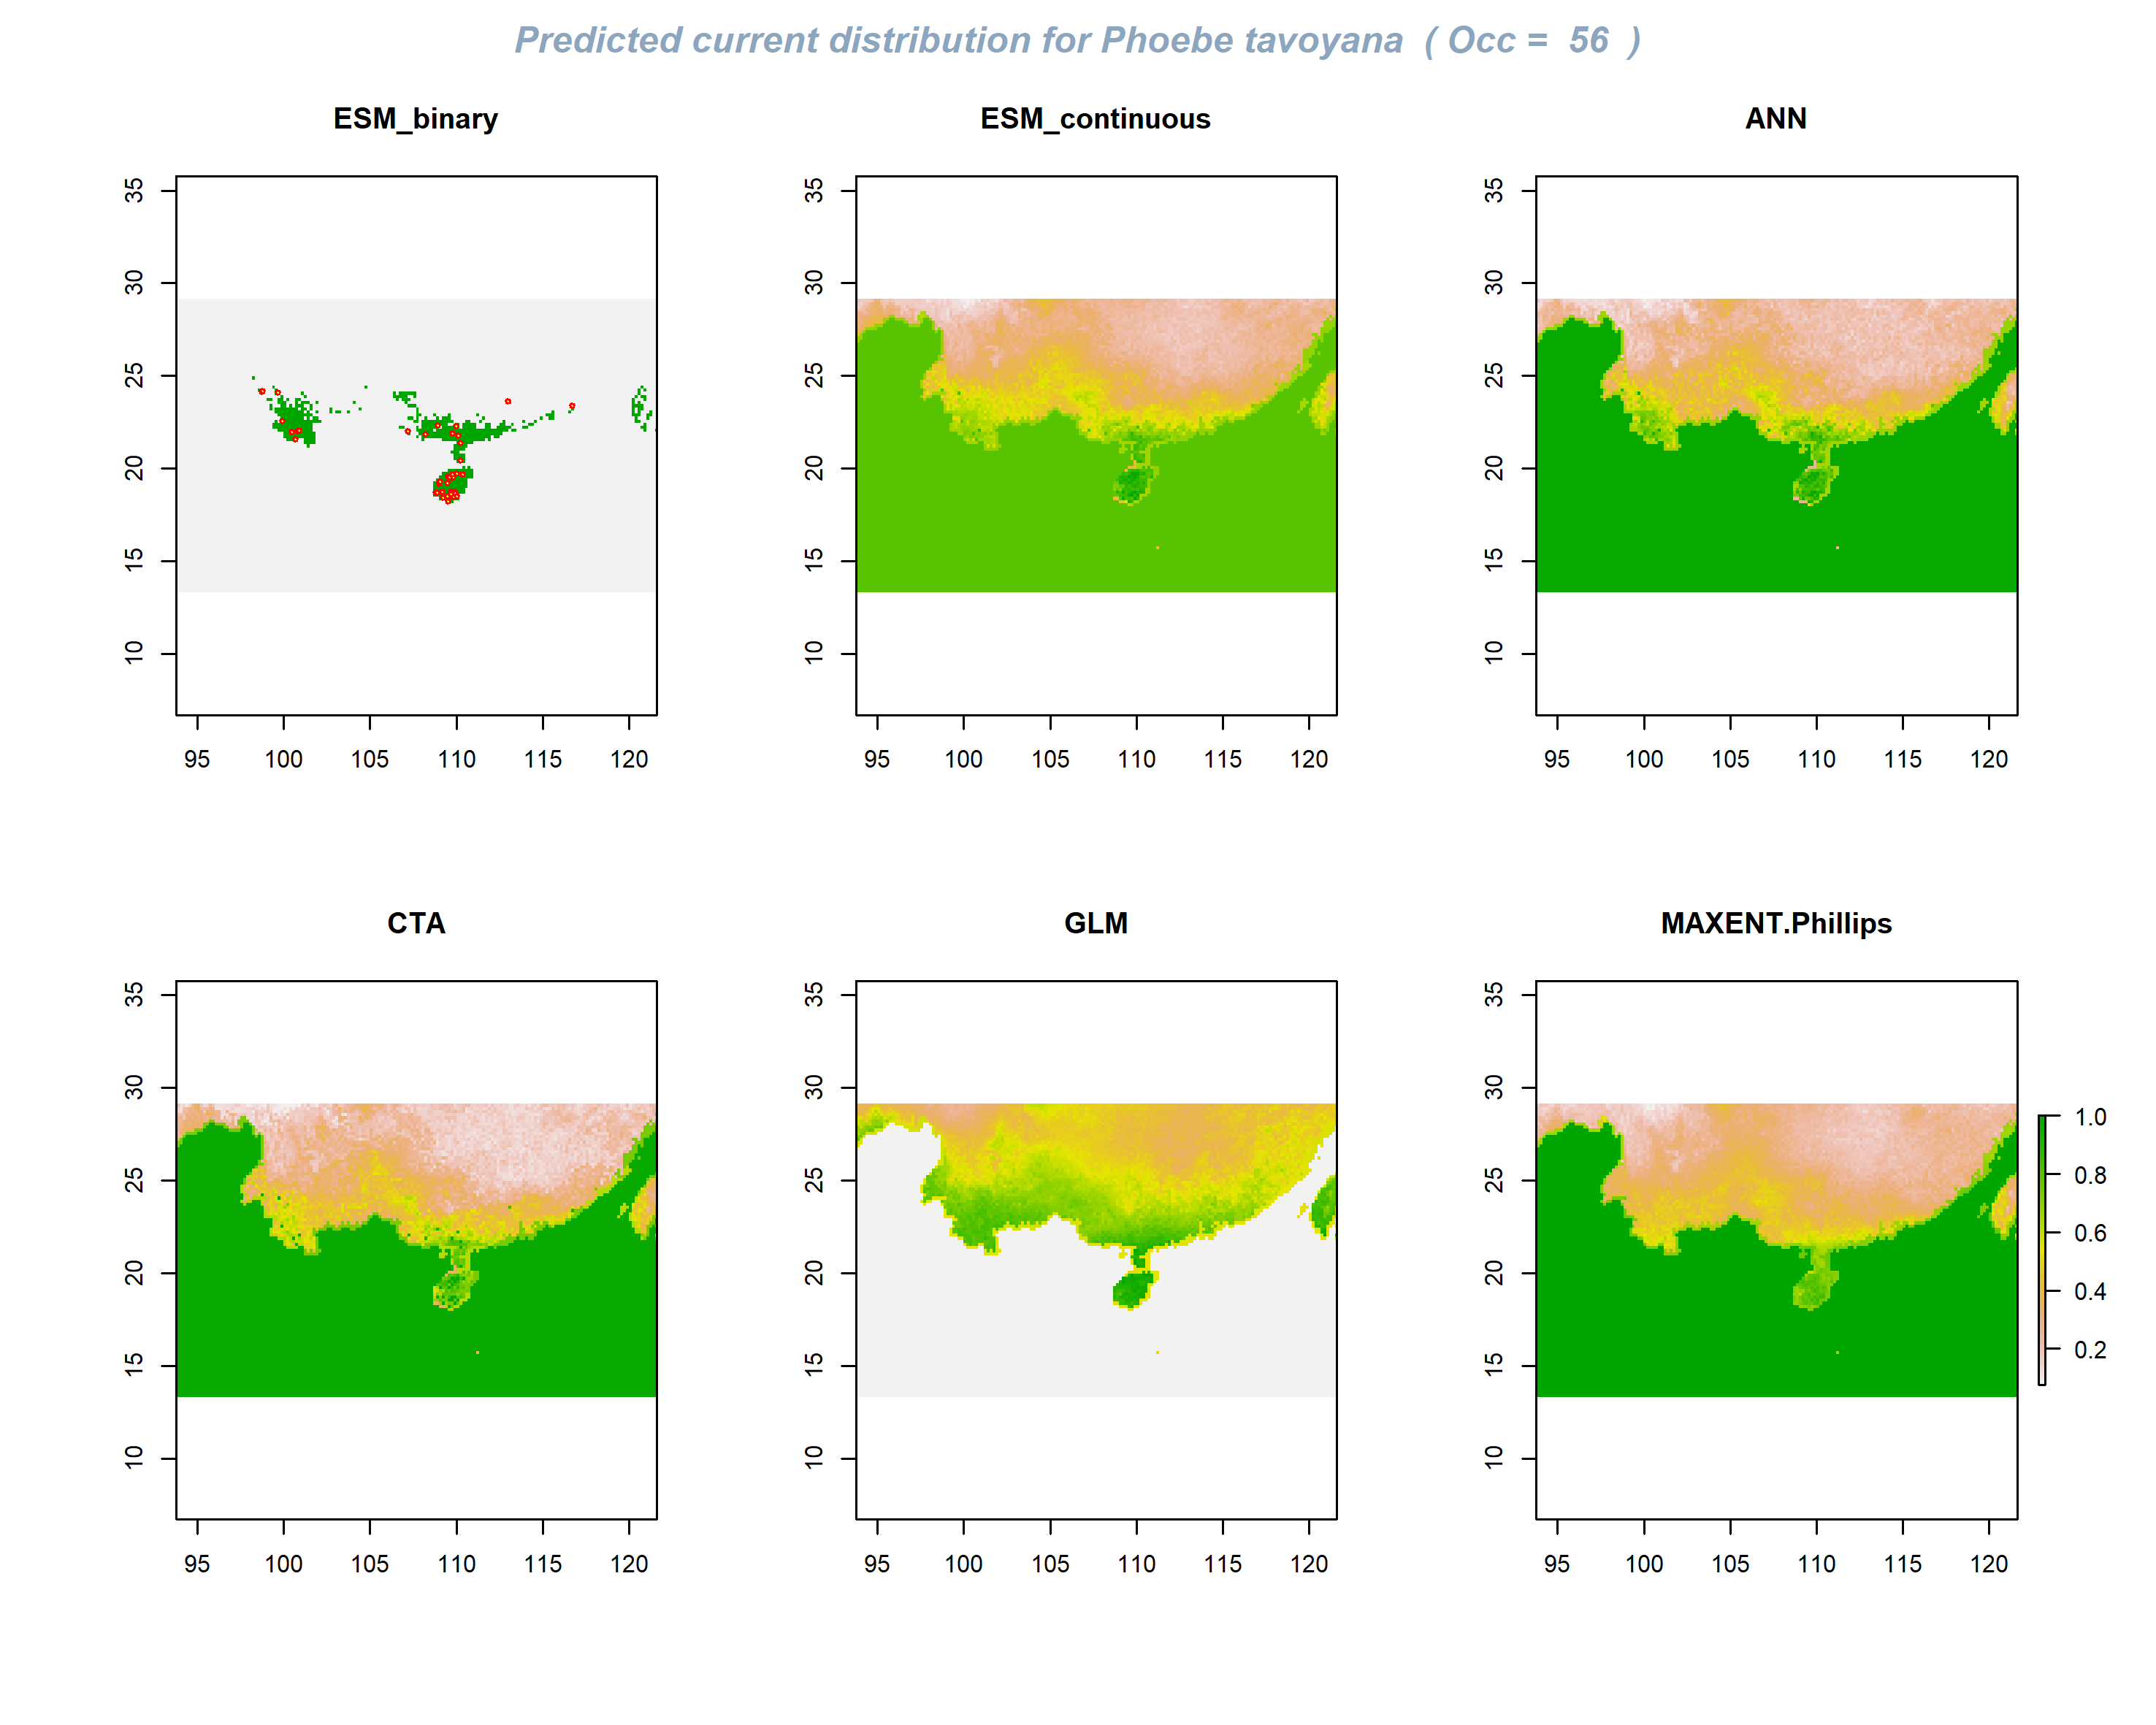 Predicted current distribution for Phoebe tavoyana ( Occ = 56 )
ESM_binary ESM_continuous ANN
35 35 35
30 30 30
25 25 25
20 20 20
15 15 15
10 10 10
95 100 105 110 115 120 95 100 105 110 115 120 95 100 105 110 115 120
CTA GLM MAXENT.Phillips
35 35 35
30 30 30
1.0
25 25 25 0.8
0.6
20 20 20 0.4
15 15 15 0.2
10 10 10
95 100 105 110 115 120 95 100 105 110 115 120 95 100 105 110 115 120